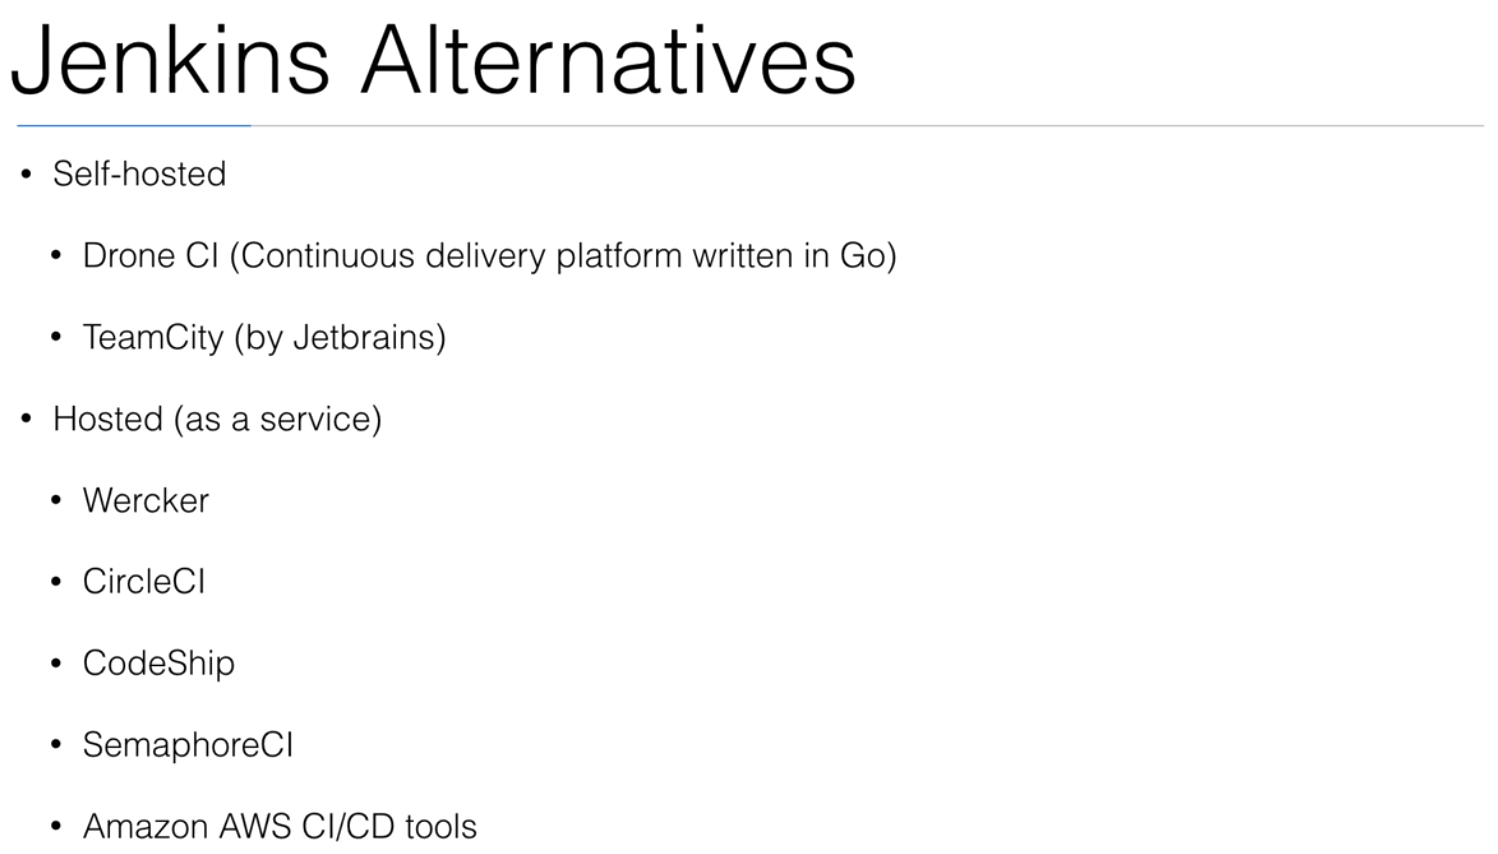 Jenkins Alternatives
• Self-hosted
• Drone CI (Continuous delivery platform written in Go)
• TeamCity (by Jetbrains)
• Hosted (as a service)
• Wercker
• CircleCI
• CodeShip
• SemaphoreCI
• Amazon AWS CI/CD tools